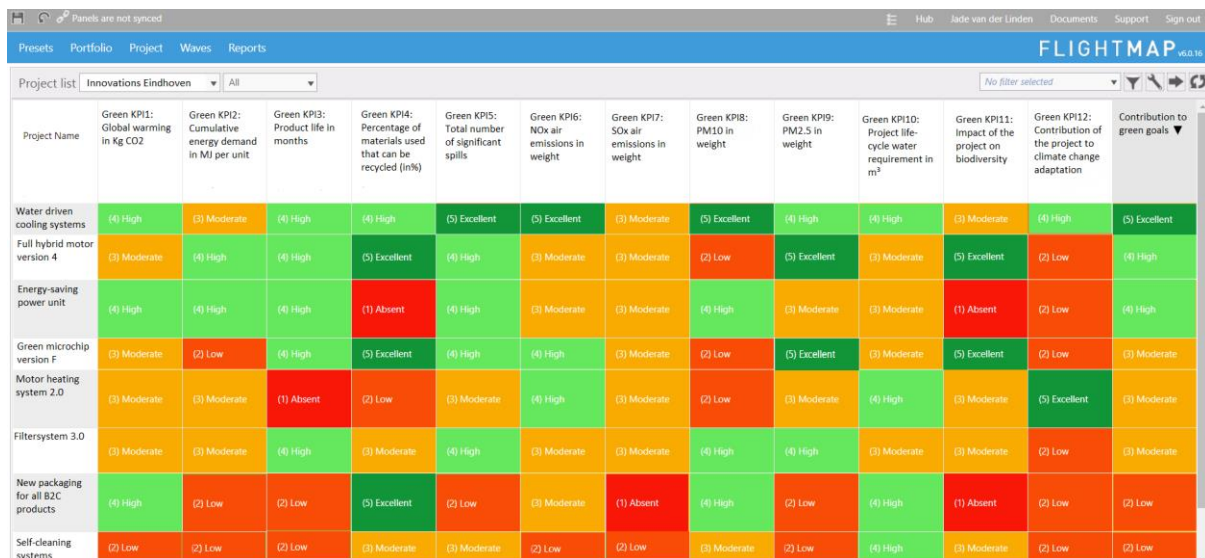 Panels are not synced
Hub Jade van der Linden Documents Support Sign out
Presets Portfolio Project Waves Reports
FLIGHTMAP v6.0.16
Project list Innovations Eindhoven All No filter selected
Project Name
Green KPI1:
Global warming
in Kg CO2
Green KPI2:
Cumulative
energy demand
in MJ per unit
Green KPI3:
Product life in
months
Green KPI4:
Percentage of
materials used
that can be
recycled (in%)
Green KPI5:
Total number
of significant
spills
Green KPI6:
NOx air
emissions in
weight
Green KPI7:
SOx air
emissions in
weight
Green KPI8:
PM10 in
weight
Green KPI9:
PM2.5 in
weight
Green KPI10:
Project life-
cycle water
requirement in
m³
Green KPI11:
Impact of the
project on
biodiversity
Green KPI12:
Contribution of
the project to
climate change
adaptation
Contribution to
green goals ▼
Water driven
cooling systems
(4) High (3) Moderate (4) High (4) High (5) Excellent (5) Excellent (3) Moderate (5) Excellent (4) High (4) High (3) Moderate (4) High (5) Excellent
Full hybrid motor
version 4
(3) Moderate (4) High (4) High (5) Excellent (4) High (3) Moderate (3) Moderate (2) Low (5) Excellent (3) Moderate (5) Excellent (2) Low (4) High
Energy-saving
power unit
(4) High (4) High (4) High (1) Absent (4) High (3) Moderate (3) Moderate (4) High (3) Moderate (3) Moderate (1) Absent (2) Low (4) High
Green microchip
version F
(3) Moderate (2) Low (4) High (5) Excellent (4) High (4) High (3) Moderate (2) Low (5) Excellent (3) Moderate (5) Excellent (2) Low (3) Moderate
Motor heating
system 2.0
(3) Moderate (3) Moderate (1) Absent (2) Low (3) Moderate (4) High (3) Moderate (2) Low (3) Moderate (4) High (3) Moderate (5) Excellent (3) Moderate
Filtersystem 3.0
(3) Moderate (3) Moderate (4) High (3) Moderate (4) High (3) Moderate (3) Moderate (4) High (4) High (3) Moderate (3) Moderate (2) Low (3) Moderate
New packaging
for all B2C
products
(4) High (2) Low (2) Low (5) Excellent (2) Low (3) Moderate (1) Absent (4) High (2) Low (4) High (1) Absent (2) Low (2) Low
Self-cleaning
systems
(2) Low (2) Low (2) Low (3) Moderate (3) Moderate (2) Low (2) Low (3) Moderate (2) Low (4) High (3) Moderate (2) Low (2) Low